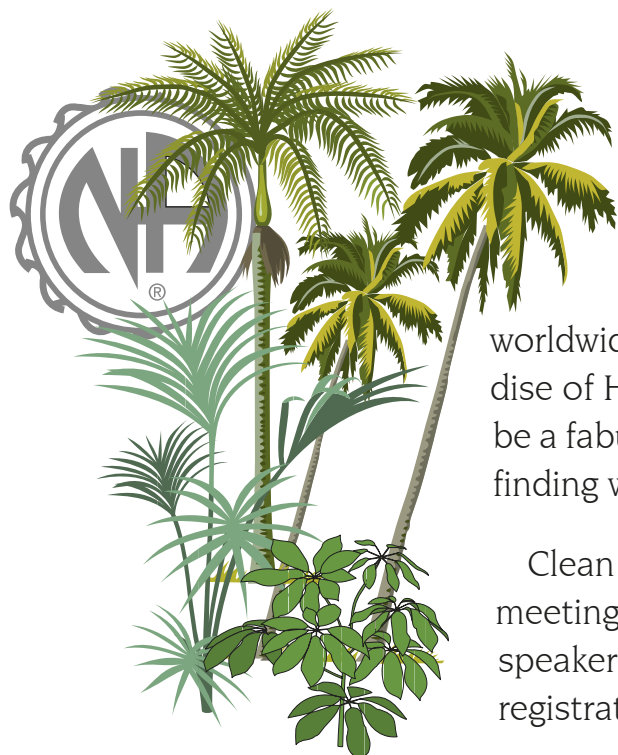 NA
®
worldwid
dise of H
be a fabu
finding w
Clean
meeting
speaker
registrat